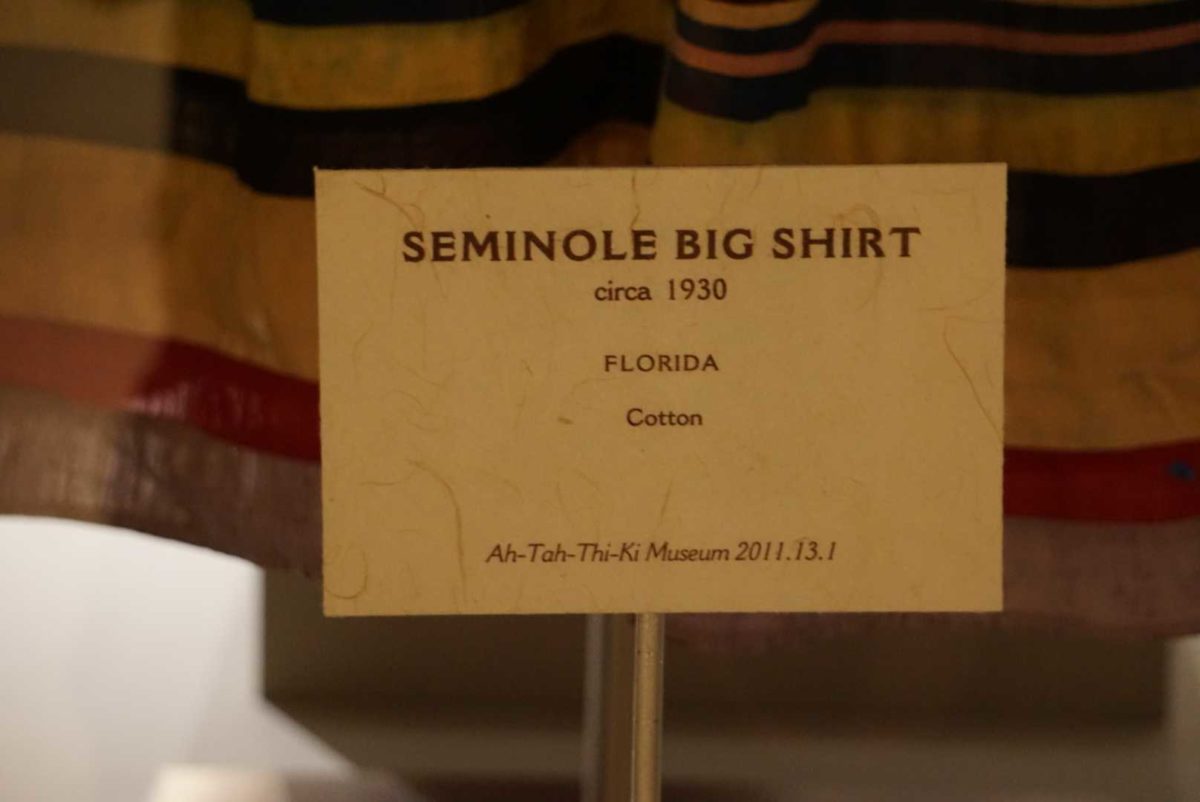 SEMINOLE BIG SHIRT
circa 1930
FLORIDA
Cotton
Ah-Tah-Thi-Ki Museum 2011.13.1